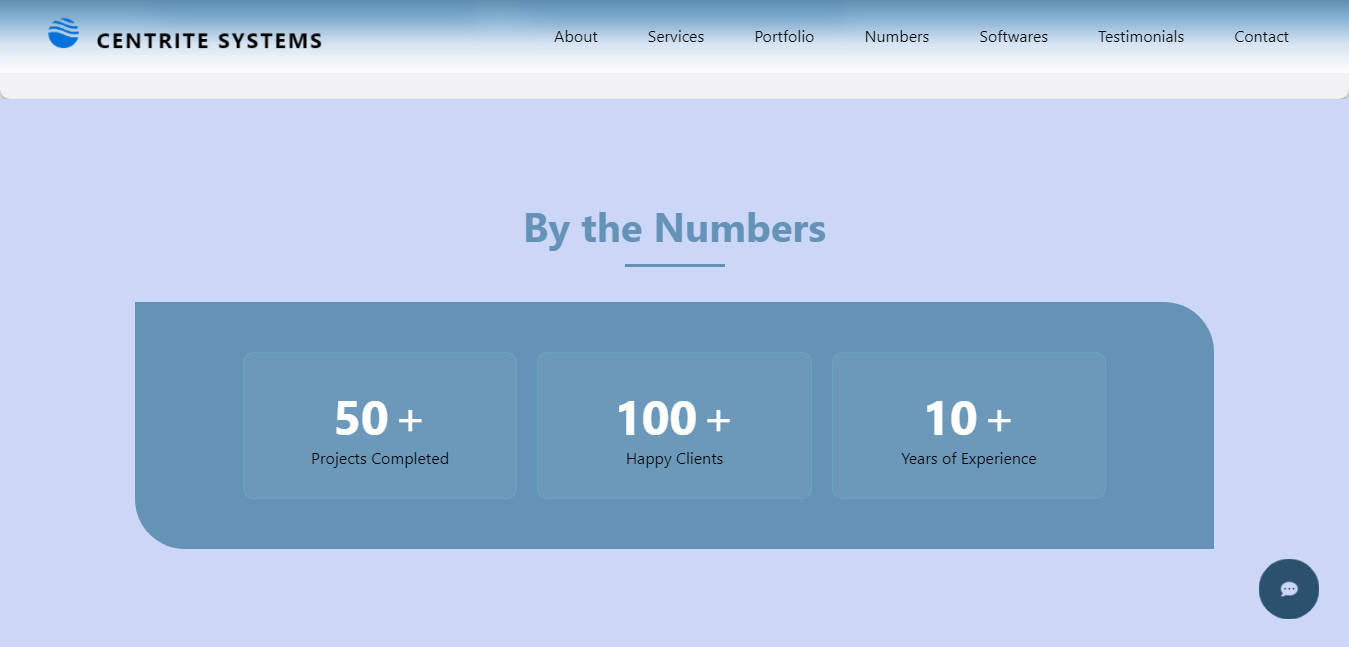 CENTRITE SYSTEMS
About Services Portfolio Numbers Softwares Testimonials Contact
By the Numbers
50 + 100 + 10 +
Projects Completed Happy Clients Years of Experience